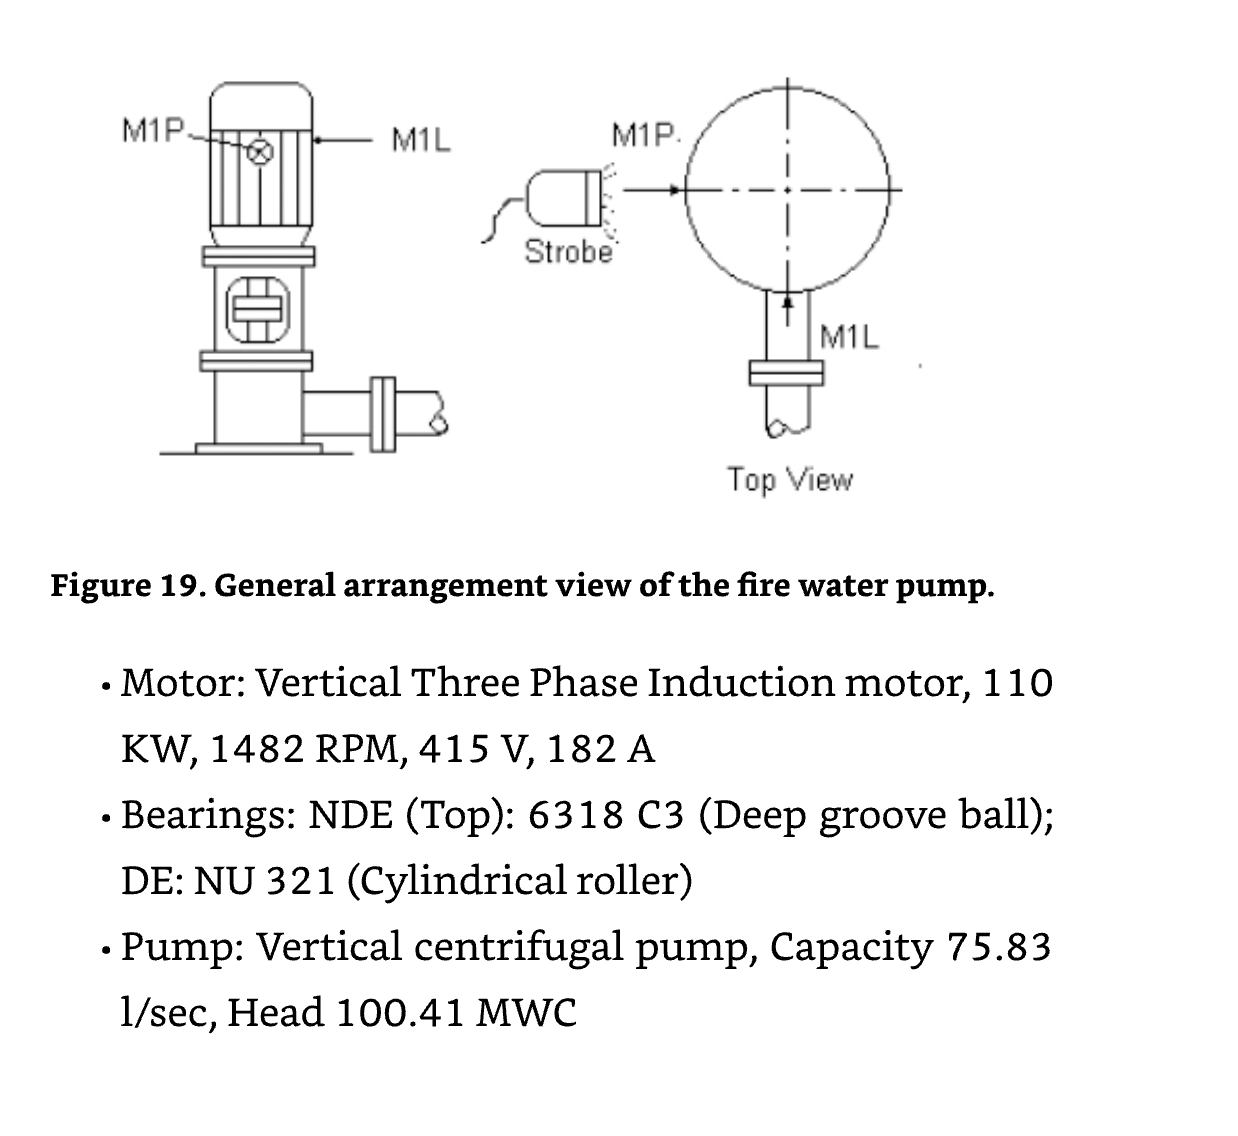 M1P
M1L
M1P
Strobe
M1L
Top View
Figure 19. General arrangement view of the fire water pump.
• Motor: Vertical Three Phase Induction motor, 110
KW, 1482 RPM, 415 V, 182 A
• Bearings: NDE (Top): 6318 C3 (Deep groove ball);
DE: NU 321 (Cylindrical roller)
• Pump: Vertical centrifugal pump, Capacity 75.83
l/sec, Head 100.41 MWC